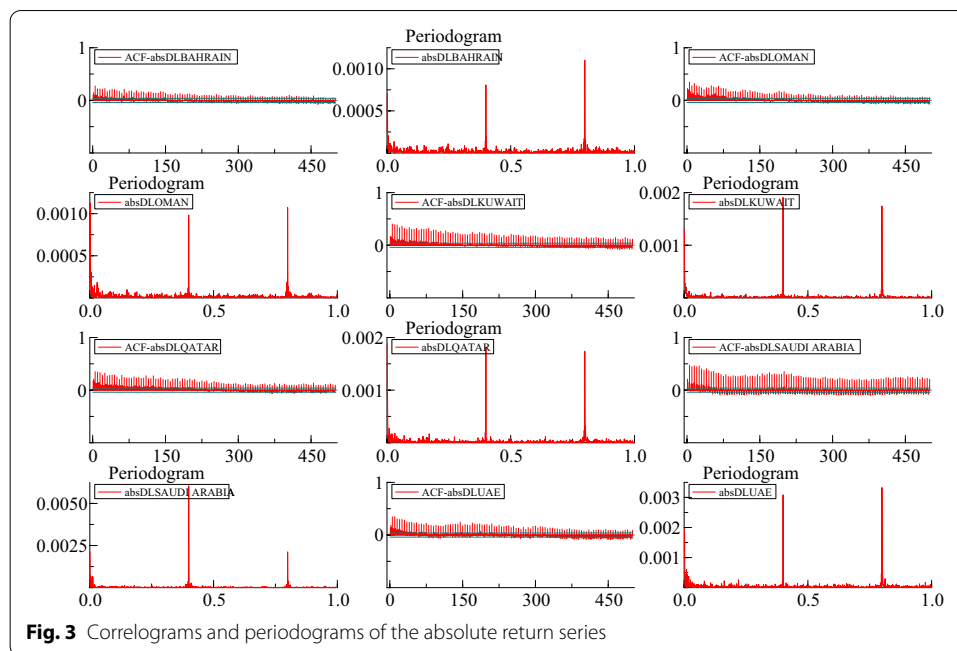 Periodogram
1 ACF-absDLBAHRAIN absDLBAHRAIN 1 ACF-absDLOMAN
0.0010
0 0.0005 0
0 150 300 450 0.0 0.5 1.0 0 150 300 450
Periodogram Periodogram
absDLOMAN 1 ACF-absDLKUWAIT 0.002 absDLKUWAIT
0.0010
0.0005 0 0.001
0.0 0.5 1.0 0 150 300 450 0.0 0.5 1.0
Periodogram
1 ACF-absDLQATAR 0.002 absDLQATAR 1 ACF-absDLSAUDI ARABIA
0 0.001 0
0 150 300 450 0.0 0.5 1.0 0 150 300 450
Periodogram Periodogram
absDLSAUDI ARABIA 1 ACF-absDLUAE absDLUAE
0.0050 0.003
0.0025 0 0.002
0.001
0.0 0.5 1.0 0 150 300 450 0.0 0.5 1.0
Fig. 3 Correlograms and periodograms of the absolute return series